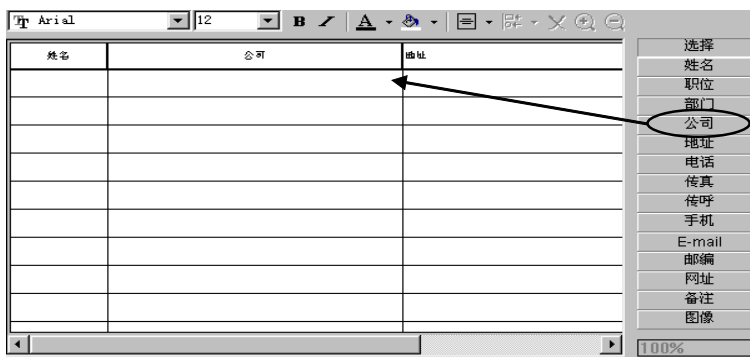 Arial 12 B
姓名 公司 地址
选择
姓名
职位
部门
公司
地址
电话
传真
传呼
手机
E-mail
邮编
网址
备注
图像
100%